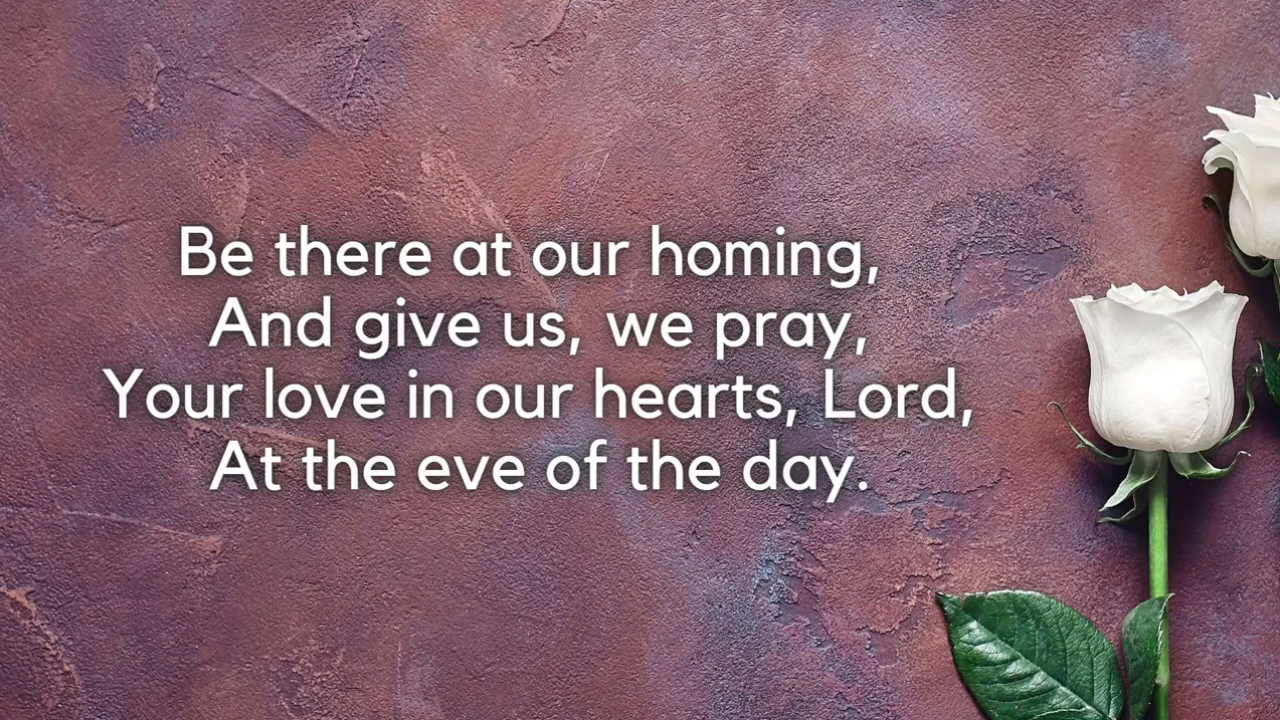 Be there at our homing,
And give us, we pray,
Your love in our hearts, Lord,
At the eve of the day.